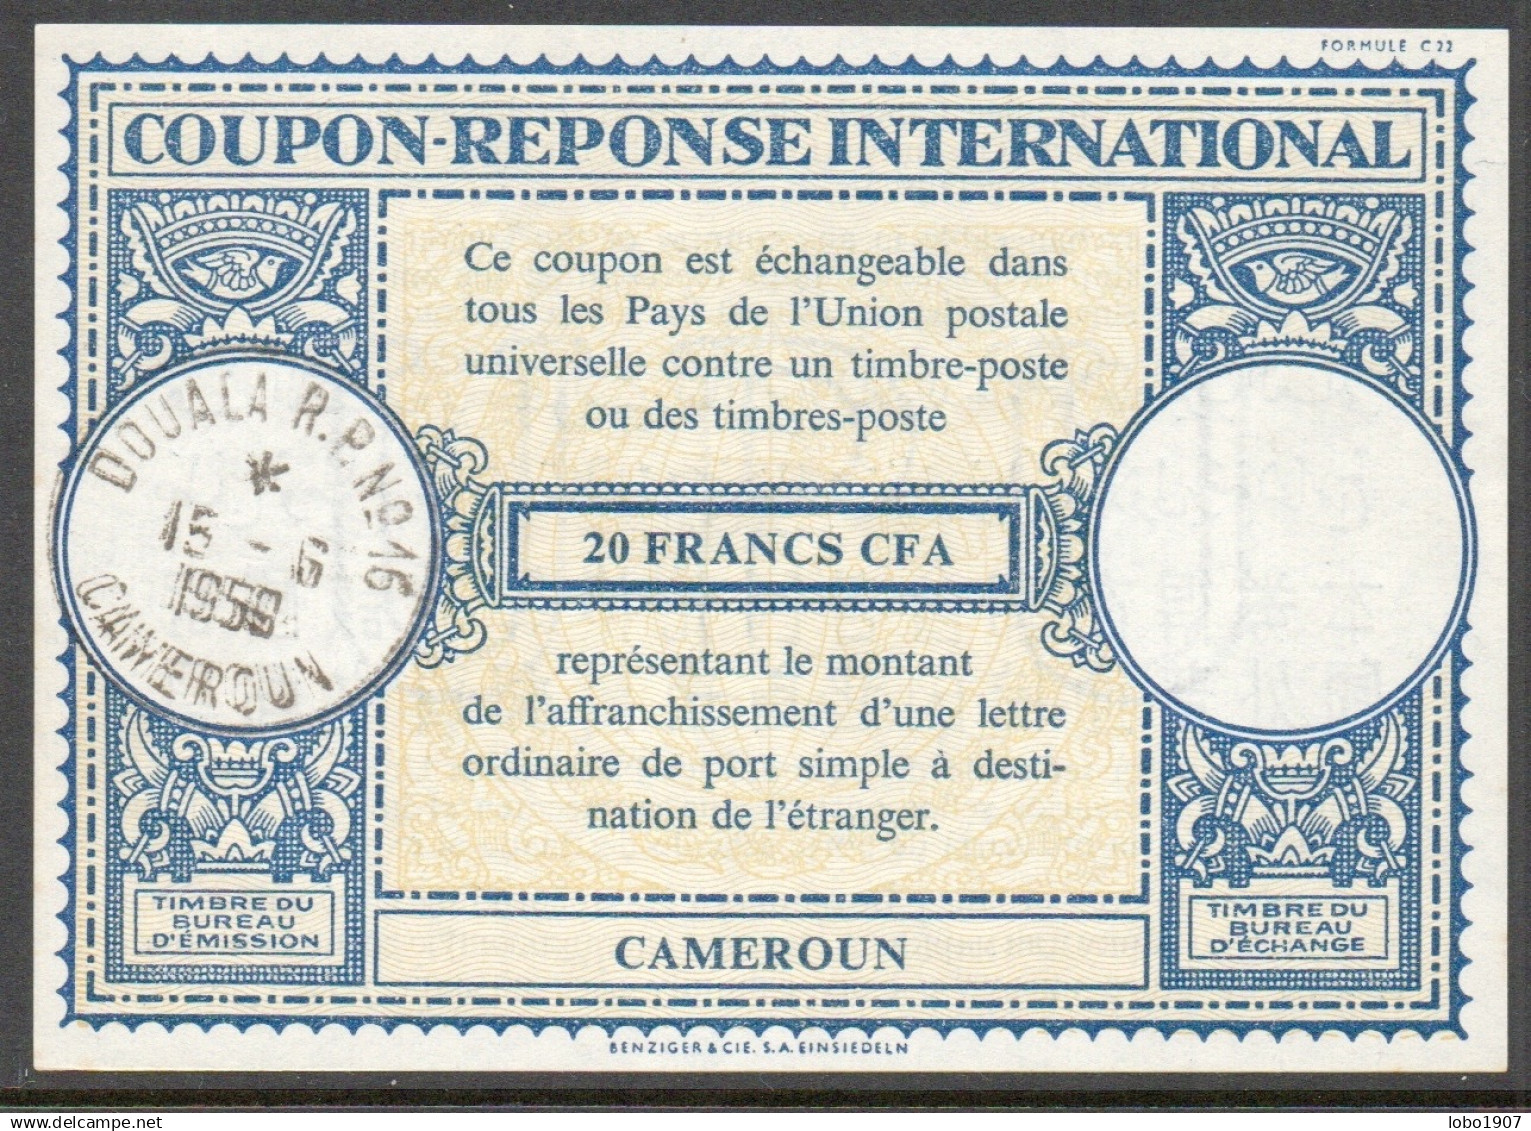 FORMULE C22
COUPON-REPONSE INTERNATIONAL
Ce coupon est échangeable dans
tous les Pays de l'Union postale
universelle contre un timbre-poste
ou des timbres-poste
20 FRANCS CFA
représentant le montant
de l'affranchissement d'une lettre
ordinaire de port simple à desti-
nation de l'étranger.
DOUALA R.P. No 16
*
15 - 6
1959
CAMEROUN
TIMBRE DU
BUREAU
D'ÉMISSION
TIMBRE DU
BUREAU
D'ÉCHANGE
CAMEROUN
BENZIGER & CIE. S.A. EINSIEDELN
lobo1907